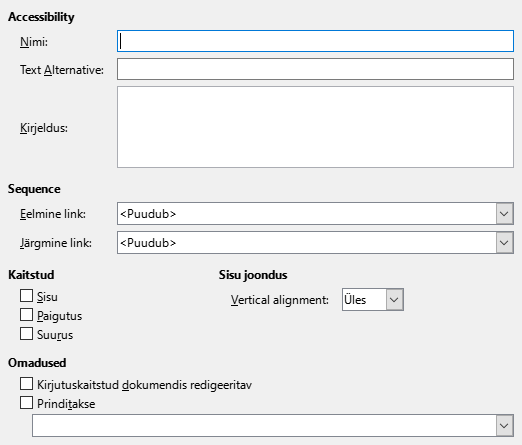 Accessibility
Nimi:
Text Alternative:
Kirjeldus:
Sequence
Eelmine link: <Puudub>
Järgmine link: <Puudub>
Kaitstud Sisu joondus
Sisu Vertical alignment: Üles
Paigutus
Suurus
Omadused
Kirjutuskaitstud dokumendis redigeeritav
Prinditakse